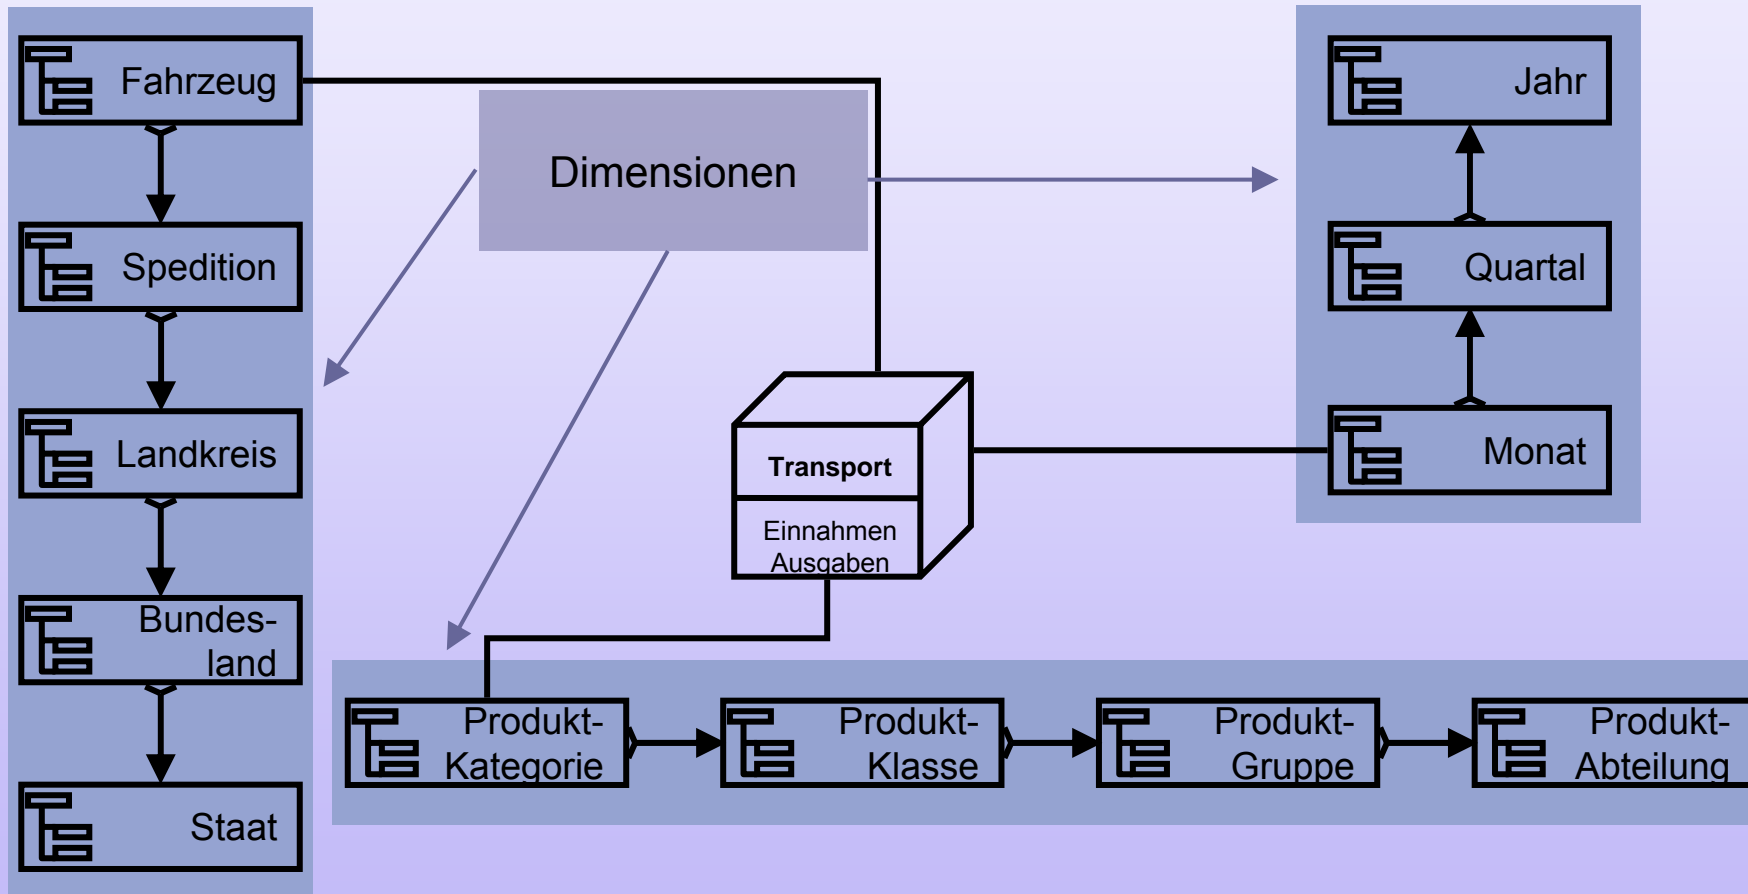 Fahrzeug
Spedition
Landkreis
Bundes-
land
Staat
Dimensionen
Jahr
Quartal
Monat
Transport
Einnahmen
Ausgaben
Produkt-
Kategorie
Produkt-
Klasse
Produkt-
Gruppe
Produkt-
Abteilung